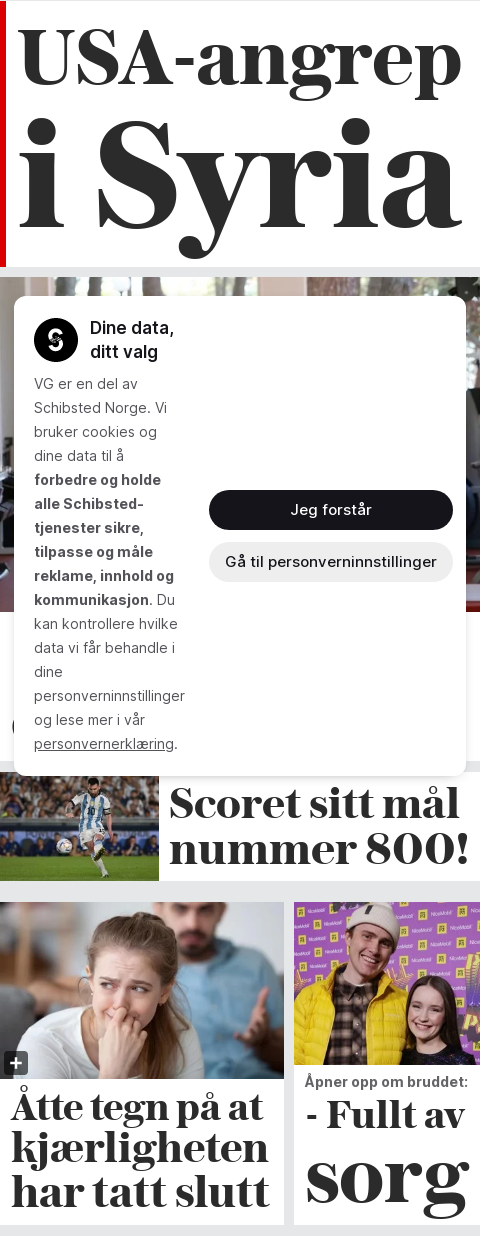 USA-angrep
i Syria
Dine data,
ditt valg
VG er en del av
Schibsted Norge. Vi
bruker cookies og
dine data til å
forbedre og holde
alle Schibsted-
tjenester sikre,
tilpasse og måle
reklame, innhold og
kommunikasjon. Du
kan kontrollere hvilke
data vi får behandle i
dine
personverninnstillinger
og lese mer i vår
personvernerklæring.
Jeg forstår
Gå til personverninnstillinger
Scoret sitt mål
nummer 800!
Åtte tegn på at
kjærligheten
har tatt slutt
Åpner opp om bruddet:
- Fullt av
sorg